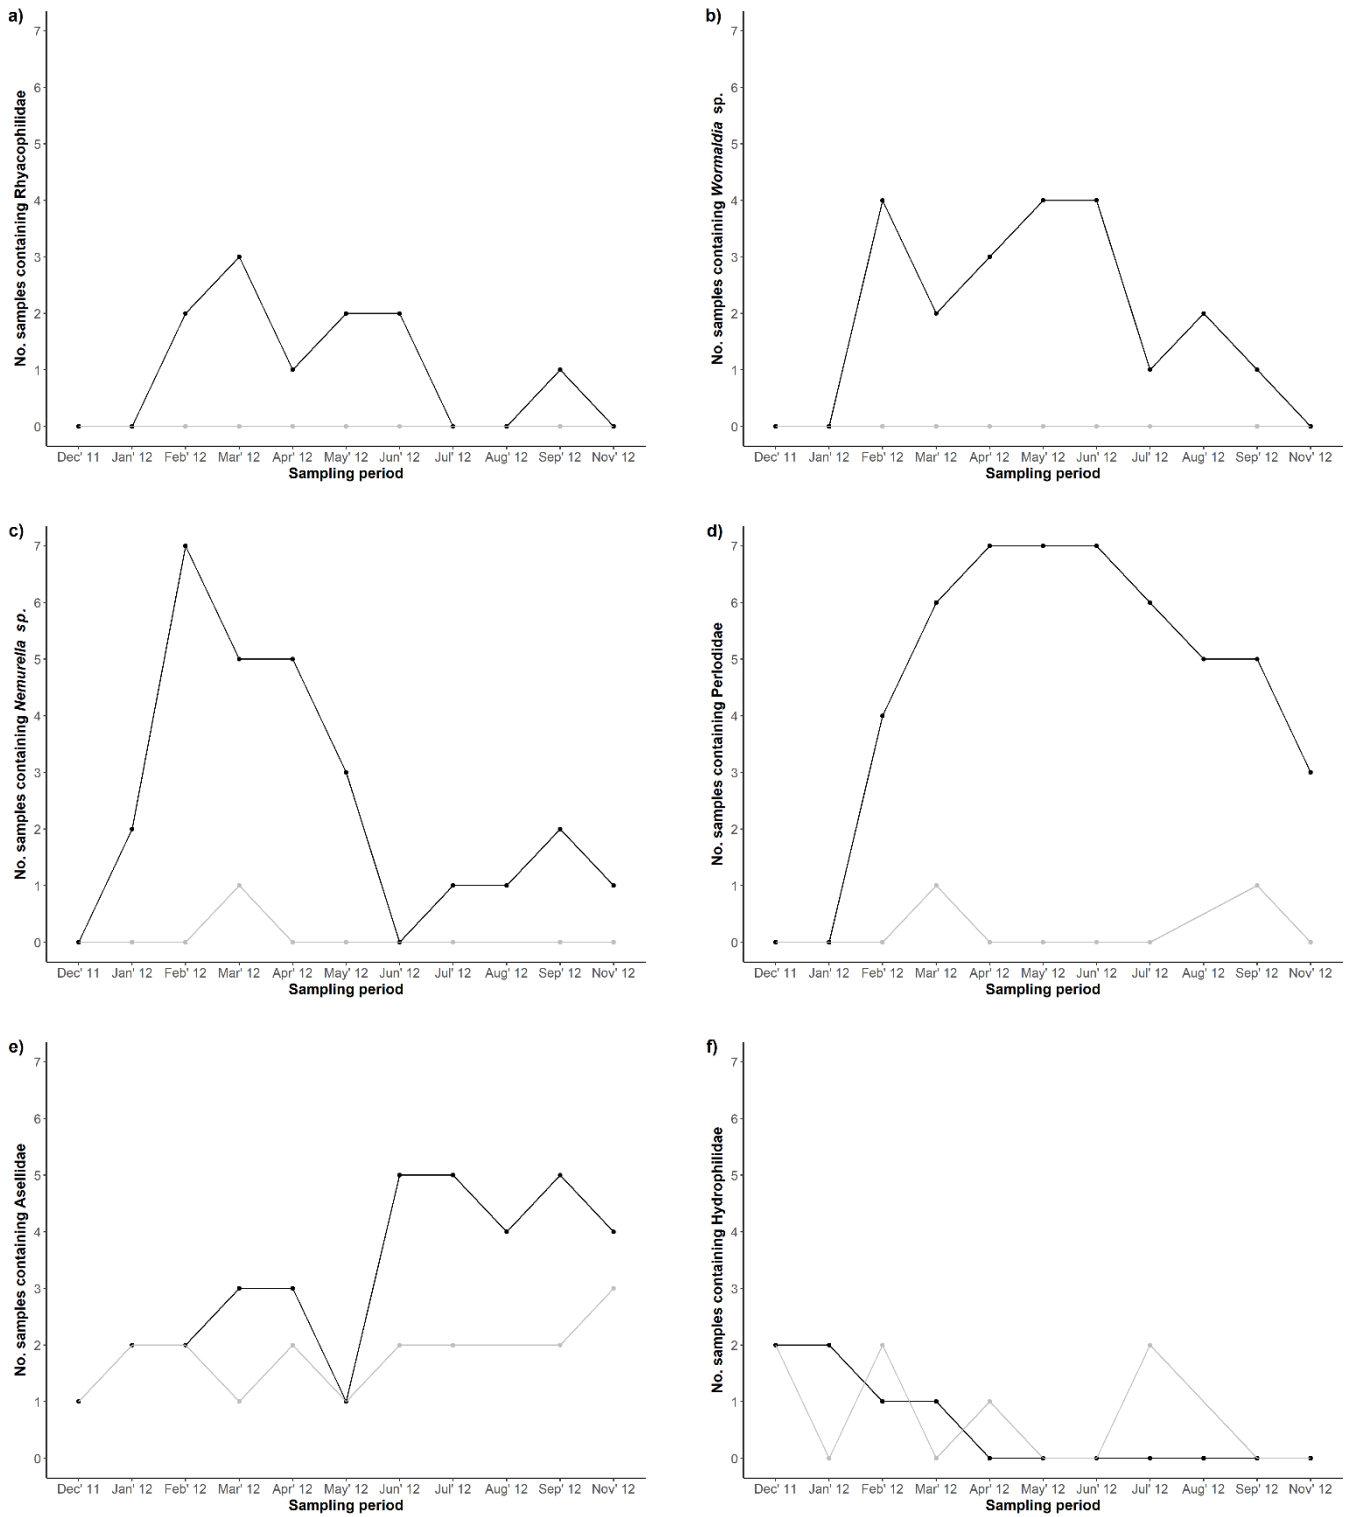 a)
No. samples containing Rhyacophilidae
7
6
5
4
3
2
1
0
Dec' 11 Jan' 12 Feb' 12 Mar' 12 Apr' 12 May' 12 Jun' 12 Jul' 12 Aug' 12 Sep' 12 Nov' 12
Sampling period
b)
No. samples containing Wormaldia sp.
7
6
5
4
3
2
1
0
Dec' 11 Jan' 12 Feb' 12 Mar' 12 Apr' 12 May' 12 Jun' 12 Jul' 12 Aug' 12 Sep' 12 Nov' 12
Sampling period
c)
No. samples containing Nemurella sp.
7
6
5
4
3
2
1
0
Dec' 11 Jan' 12 Feb' 12 Mar' 12 Apr' 12 May' 12 Jun' 12 Jul' 12 Aug' 12 Sep' 12 Nov' 12
Sampling period
d)
No. samples containing Perlodidae
7
6
5
4
3
2
1
0
Dec' 11 Jan' 12 Feb' 12 Mar' 12 Apr' 12 May' 12 Jun' 12 Jul' 12 Aug' 12 Sep' 12 Nov' 12
Sampling period
e)
No. samples containing Asellidae
7
6
5
4
3
2
1
0
Dec' 11 Jan' 12 Feb' 12 Mar' 12 Apr' 12 May' 12 Jun' 12 Jul' 12 Aug' 12 Sep' 12 Nov' 12
Sampling period
f)
No. samples containing Hydrophilidae
7
6
5
4
3
2
1
0
Dec' 11 Jan' 12 Feb' 12 Mar' 12 Apr' 12 May' 12 Jun' 12 Jul' 12 Aug' 12 Sep' 12 Nov' 12
Sampling period